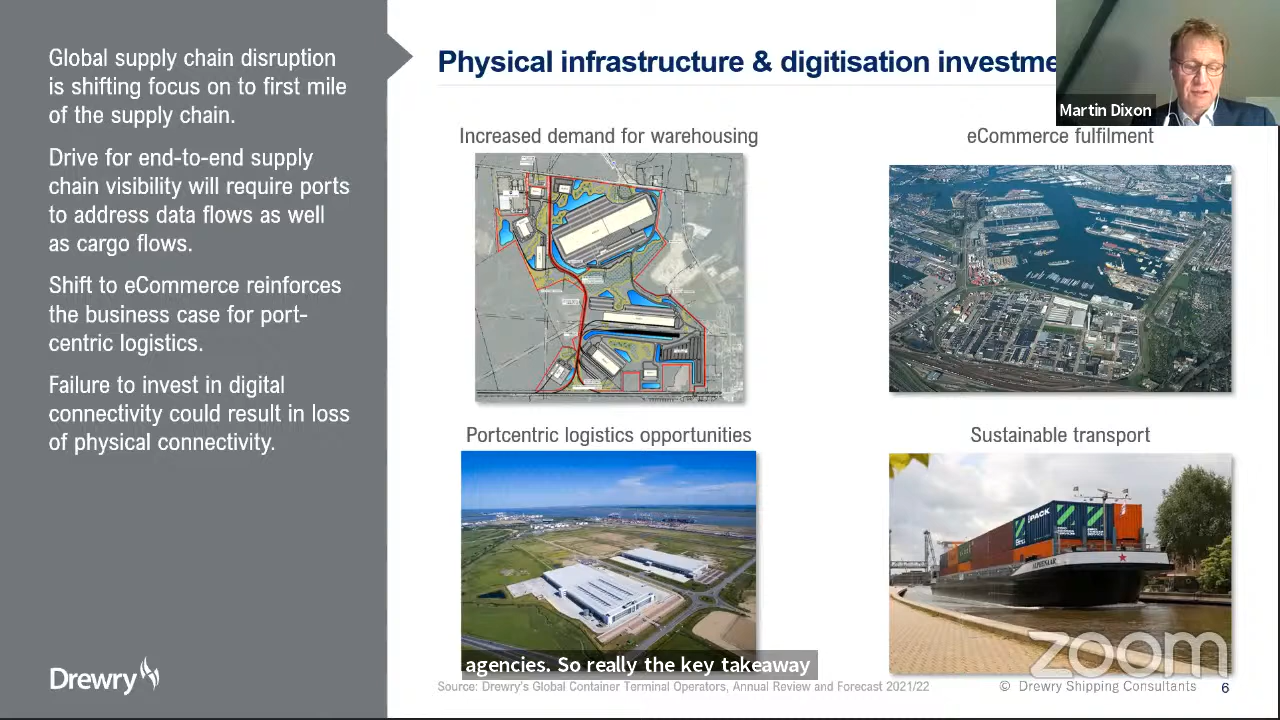 Global supply chain disruption
is shifting focus on to first mile
of the supply chain.
Drive for end-to-end supply
chain visibility will require ports
to address data flows as well
as cargo flows.
Shift to eCommerce reinforces
the business case for port-
centric logistics.
Failure to invest in digital
connectivity could result in loss
of physical connectivity.
Drewry
Physical infrastructure & digitisation investme
Martin Dixon
Increased demand for warehousing
eCommerce fulfilment
Portcentric logistics opportunities
Sustainable transport
PACK
agencies. So really the key takeaway
zoom
Source: Drewry's Global Container Terminal Operators, Annual Review and Forecast 2021/22
© Drewry Shipping Consultants
6